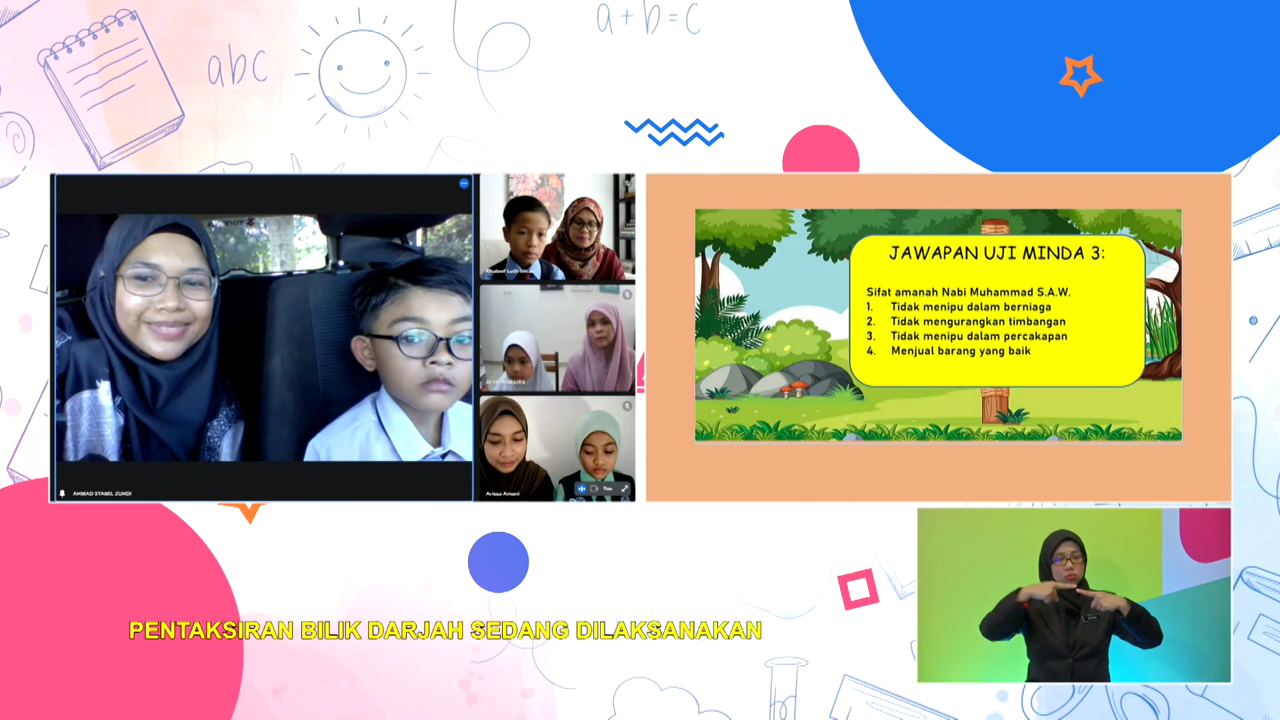 abc
a+b=c
JAWAPAN UJI MINDA 3:
Sifat amanah Nabi Muhammad S.A.W.
1. Tidak menipu dalam berniaga
2. Tidak mengurangkan timbangan
3. Tidak menipu dalam percakapan
4. Menjual barang yang baik
AHMAD SYAMIL ZUHDI
Arissa Amani
You
PENTAKSIRAN BILIK DARJAH SEDANG DILAKSANAKAN